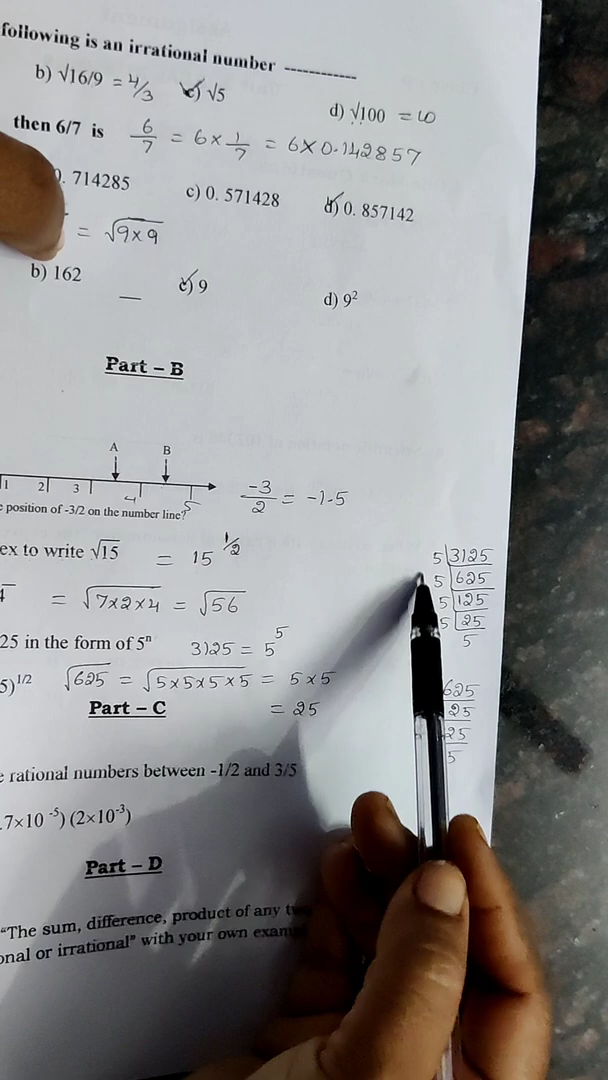 following is an irrational number ------------
b) √16/9 = 4/3 c) √5 d) √100 = 10
then 6/7 is 6/7 = 6 × 1/7 = 6 × 0.142857
0. 714285 c) 0. 571428 d) 0. 857142
= √9×9
b) 162 c) 9 d) 9²
Part – B
A B
1 2 3 4 5
-3/2 = -1.5
position of -3/2 on the number line?
ex to write √15 = 15^1/2
= √7×2×4 = √56
25 in the form of 5ⁿ 3125 = 5⁵
5)^1/2 √625 = √5×5×5×5 = 5×5
= 25
5 3125
5 625
5 125
5 25
5
625
25
25
5
Part – C
rational numbers between -1/2 and 3/5
7×10⁻⁵) (2×10⁻³)
Part – D
"The sum, difference, product of any
onal or irrational" with your own